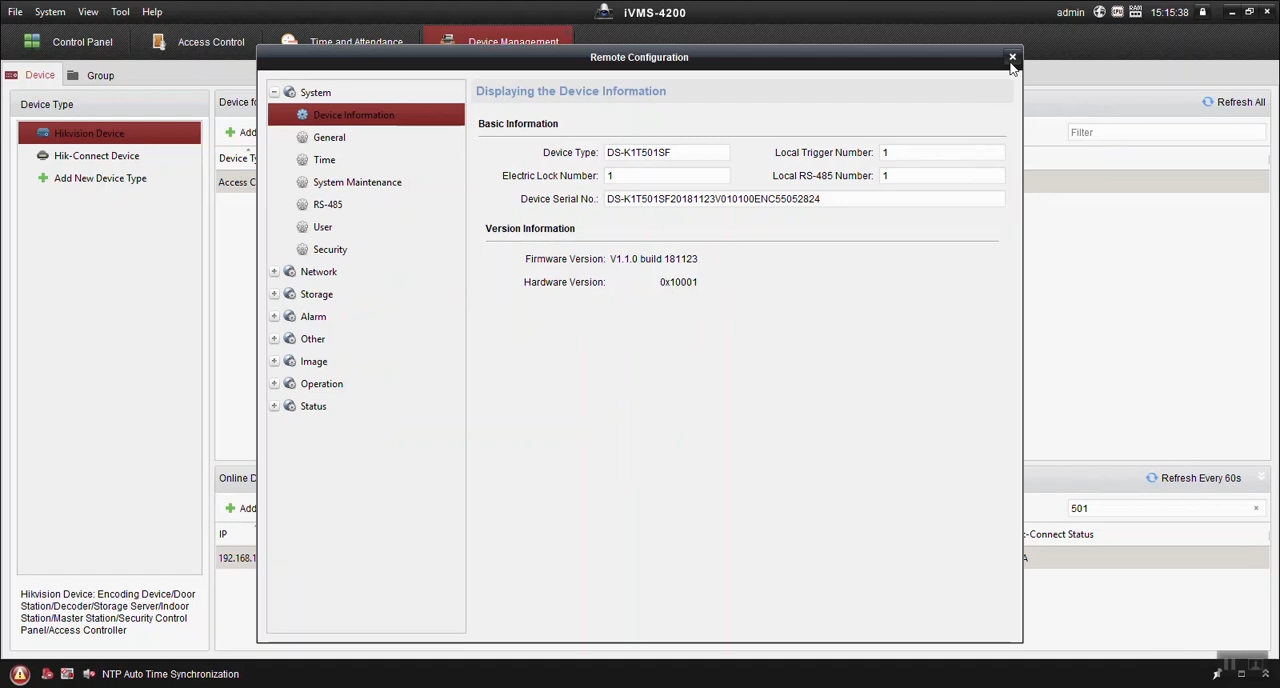 File System View Tool Help iVMS-4200 admin 15:15:38
Control Panel Access Control Time and Attendance Device Management
Remote Configuration
Device Group
Device Type
Hikvision Device
Hik-Connect Device
Add New Device Type
Hikvision Device: Encoding Device/Door
Station/Decoder/Storage Server/Indoor
Station/Master Station/Security Control
Panel/Access Controller
Refresh All
Add
Filter
System
Device Information
General
Time
System Maintenance
RS-485
User
Security
Network
Storage
Alarm
Other
Image
Operation
Status
Displaying the Device Information
Basic Information
Device Type: DS-K1T501SF Local Trigger Number: 1
Electric Lock Number: 1 Local RS-485 Number: 1
Device Serial No.: DS-K1T501SF20181123V010100ENC55052824
Version Information
Firmware Version: V1.1.0 build 181123
Hardware Version: 0x10001
Online D
Refresh Every 60s
Add
501
IP
-Connect Status
192.168.1
NTP Auto Time Synchronization